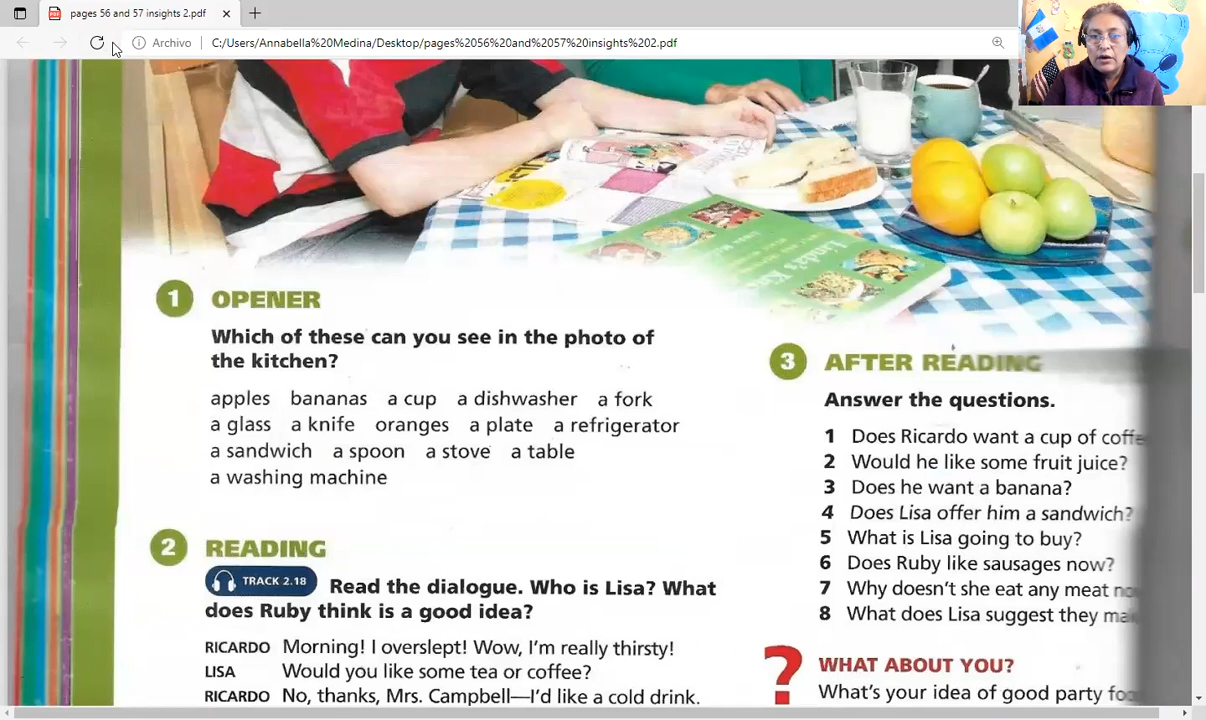 pages 56 and 57 insights 2.pdf
Archivo
C:/Users/Annabella%20Medina/Desktop/pages%2056%20and%2057%20insights%202.pdf
Linda's
1 OPENER
Which of these can you see in the photo of
the kitchen?
apples bananas a cup a dishwasher a fork
a glass a knife oranges a plate a refrigerator
a sandwich a spoon a stove a table
a washing machine
2 READING
TRACK 2.18 Read the dialogue. Who is Lisa? What
does Ruby think is a good idea?
RICARDO Morning! I overslept! Wow, I'm really thirsty!
LISA Would you like some tea or coffee?
RICARDO No, thanks, Mrs. Campbell—I'd like a cold drink.
3 AFTER READING
Answer the questions.
1 Does Ricardo want a cup of coffe
2 Would he like some fruit juice?
3 Does he want a banana?
4 Does Lisa offer him a sandwich?
5 What is Lisa going to buy?
6 Does Ruby like sausages now?
7 Why doesn't she eat any meat no
8 What does Lisa suggest they ma
? WHAT ABOUT YOU?
What's your idea of good party foo